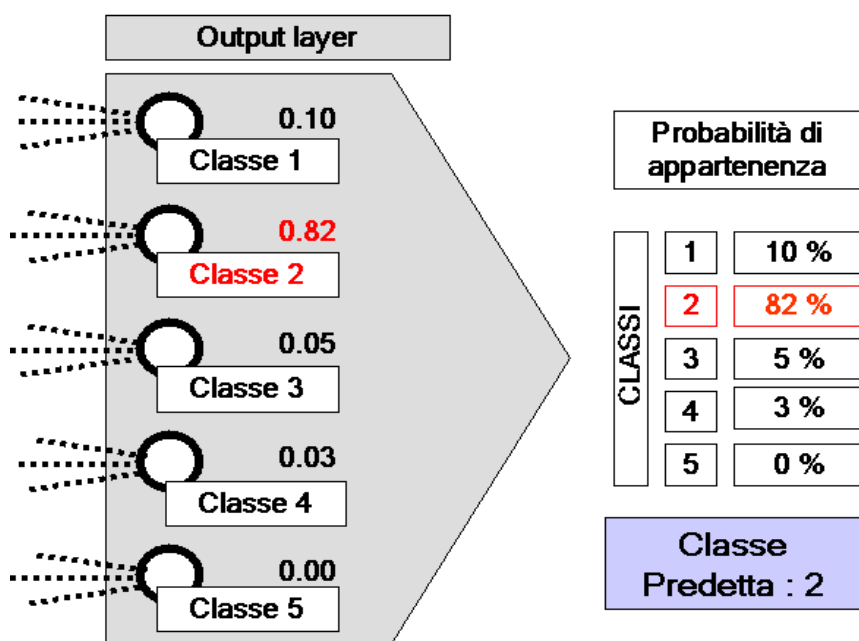 Output layer
0.10
Classe 1
0.82
Classe 2
0.05
Classe 3
0.03
Classe 4
0.00
Classe 5
Probabilità di
appartenenza
CLASSI
1 10 %
2 82 %
3 5 %
4 3 %
5 0 %
Classe
Predetta : 2